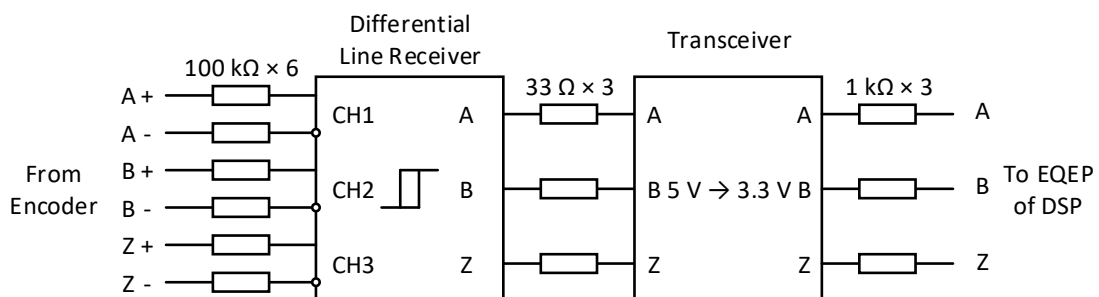 Differential
Line Receiver
Transceiver
100 kΩ × 6
33 Ω × 3
1 kΩ × 3
A +
CH1
A
A
A
A
A -
B +
From
Encoder
CH2
B
B 5 V → 3.3 V B
B
To EQEP
of DSP
B -
Z +
CH3
Z
Z
Z
Z
Z -